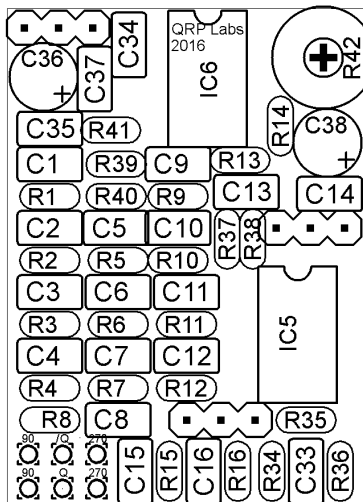 C34
QRP Labs
2016
C36
C37
IC6
R42
R14
C38
C35
R41
C1
R39
C9
R13
R1
R40
R9
C13
C14
C2
C5
C10
R37
R38
R2
R5
R10
C3
C6
C11
R3
R6
R11
IC5
C4
C7
C12
R4
R7
R12
R8
C8
R35
90 /Q 270
90 Q 270
C15
R15
C16
R16
R34
C33
R36